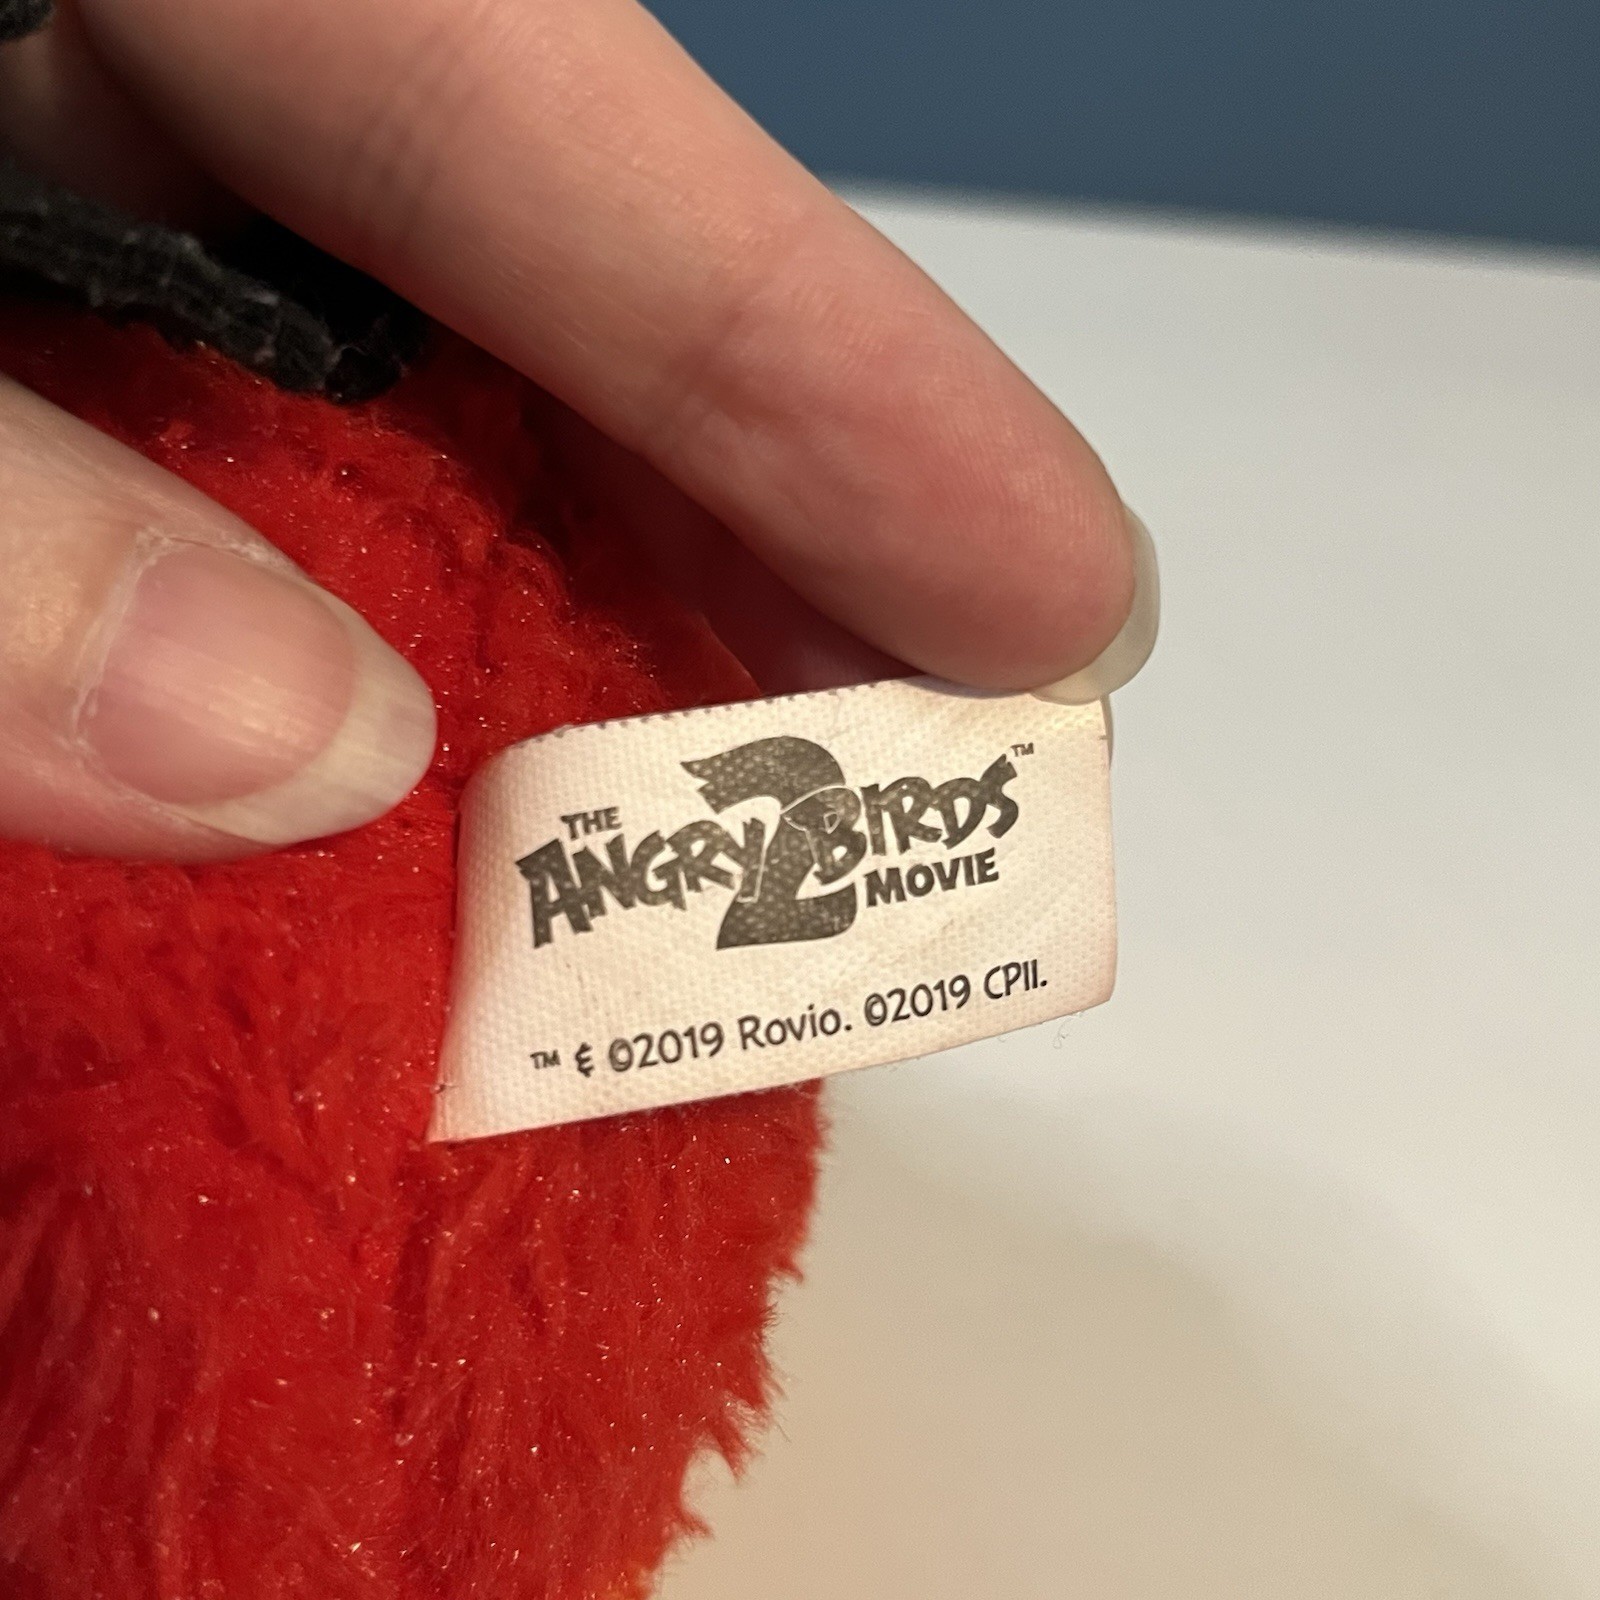 THE
ANGRY 2 BIRDS™
MOVIE
™ & ©2019 Rovio. ©2019 CPII.